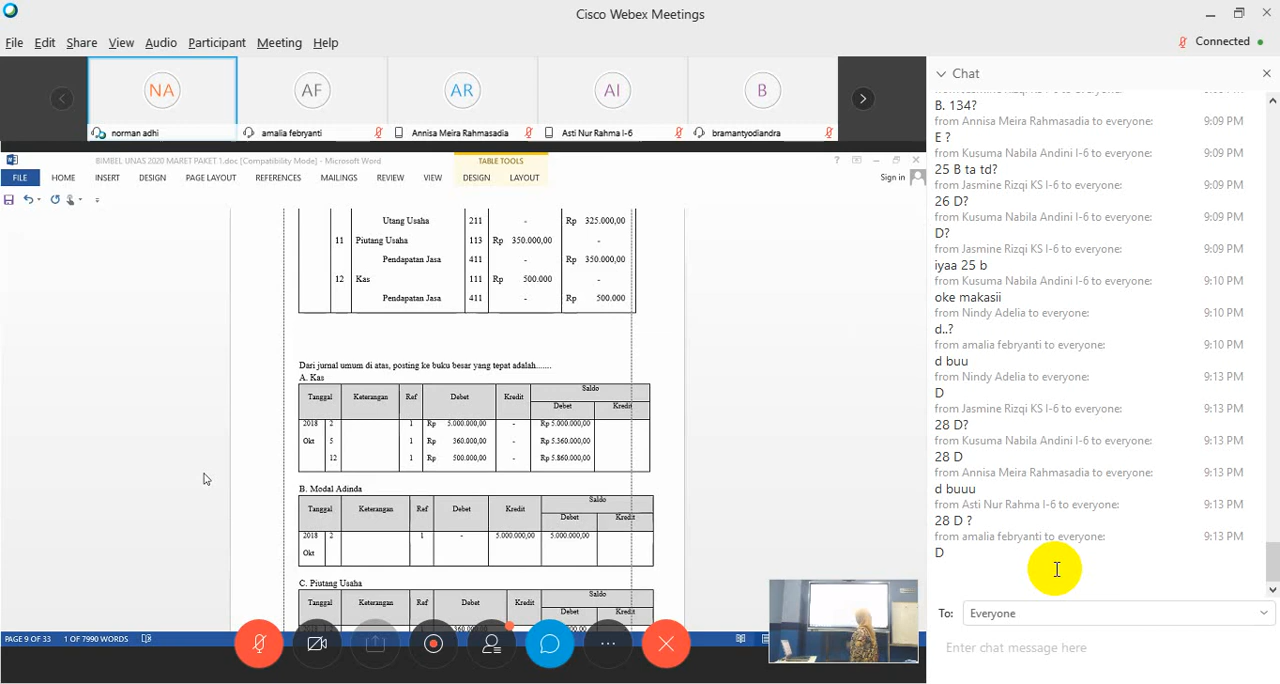 Cisco Webex Meetings
File Edit Share View Audio Participant Meeting Help
Connected
NA AF AR AI B
norman adhi amalia febryanti Annisa Meira Rahmasadia Asti Nur Rahma I-6 bramantyodiandra
BIMBEL UNAS 2020 MARET PAKET 1.doc [Compatibility Mode] - Microsoft Word
TABLE TOOLS
FILE HOME INSERT DESIGN PAGE LAYOUT REFERENCES MAILINGS REVIEW VIEW DESIGN LAYOUT
Sign in
Utang Usaha 211 - Rp 325.000,00
11 Piutang Usaha 113 Rp 350.000,00 -
Pendapatan Jasa 411 - Rp 350.000,00
12 Kas 111 Rp 500.000 -
Pendapatan Jasa 411 - Rp 500.000
Dari jurnal umum di atas, posting ke buku besar yang tepat adalah.......
A. Kas
Tanggal Keterangan Ref Debet Kredit Saldo
Debet Kredit
2018 2 1 Rp 5.000.000,00 - Rp 5.000.000,00
Okt 5 1 Rp 360.000,00 - Rp 5.360.000,00
12 1 Rp 500.000,00 - Rp 5.860.000,00
B. Modal Adinda
Tanggal Keterangan Ref Debet Kredit Saldo
Debet Kredit
2018 2 1 - 5.000.000,00 5.000.000,00
Okt
C. Piutang Usaha
Tanggal Keterangan Ref Debet Kredit Saldo
Debet Kredit
PAGE 9 OF 33 1 OF 7990 WORDS
Chat
B. 134?
from Annisa Meira Rahmasadia to everyone: 9:09 PM
E ?
from Kusuma Nabila Andini I-6 to everyone: 9:09 PM
25 B ta td?
from Jasmine Rizqi KS I-6 to everyone: 9:09 PM
26 D?
from Kusuma Nabila Andini I-6 to everyone: 9:09 PM
D?
from Jasmine Rizqi KS I-6 to everyone: 9:09 PM
iyaa 25 b
from Kusuma Nabila Andini I-6 to everyone: 9:10 PM
oke makasii
from Nindy Adelia to everyone: 9:10 PM
d..?
from amalia febryanti to everyone: 9:10 PM
d buu
from Nindy Adelia to everyone: 9:13 PM
D
from Jasmine Rizqi KS I-6 to everyone: 9:13 PM
28 D?
from Kusuma Nabila Andini I-6 to everyone: 9:13 PM
28 D
from Annisa Meira Rahmasadia to everyone: 9:13 PM
d buuu
from Asti Nur Rahma I-6 to everyone: 9:13 PM
28 D ?
from amalia febryanti to everyone: 9:13 PM
D
To: Everyone
Enter chat message here